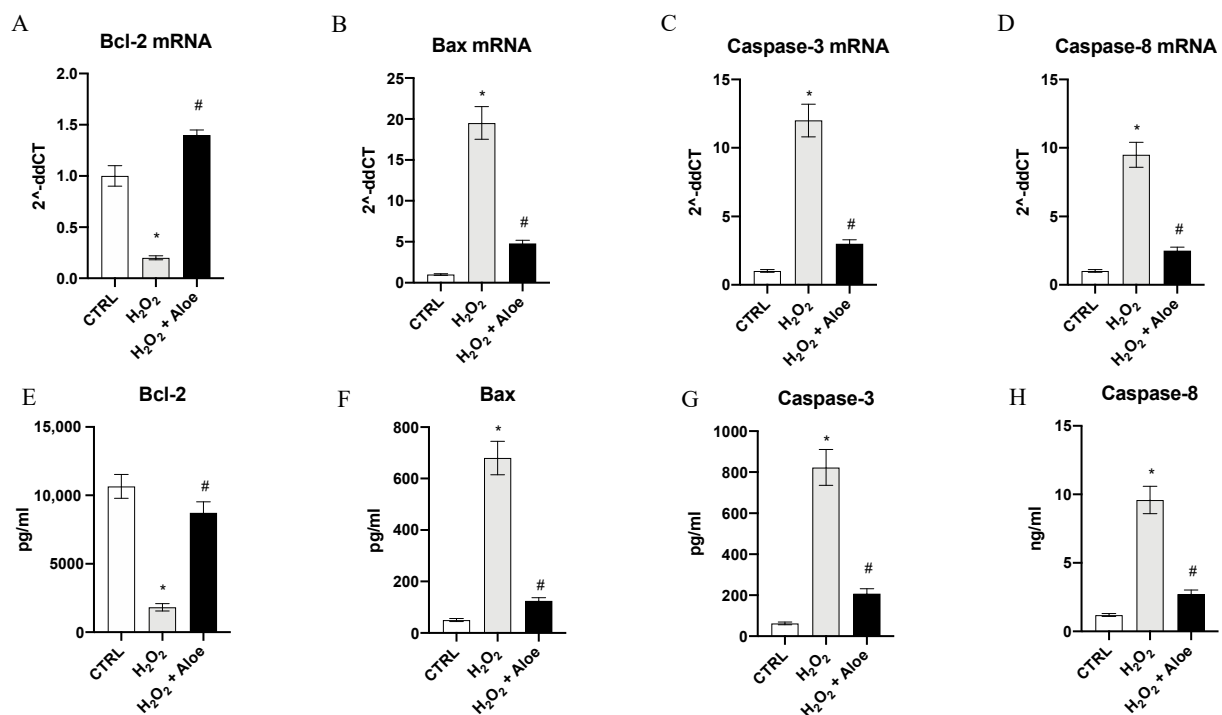 A
Bcl-2 mRNA
2^-ddCT
2.0
1.5
1.0
0.5
0.0
*
#
CTRL
H₂O₂
H₂O₂ + Aloe
B
Bax mRNA
2^-ddCT
25
20
15
10
5
0
*
#
CTRL
H₂O₂
H₂O₂ + Aloe
C
Caspase-3 mRNA
2^-ddCT
15
10
5
0
*
#
CTRL
H₂O₂
H₂O₂ + Aloe
D
Caspase-8 mRNA
2^-ddCT
15
10
5
0
*
#
CTRL
H₂O₂
H₂O₂ + Aloe
E
Bcl-2
pg/ml
15,000
10,000
5000
0
*
#
CTRL
H₂O₂
H₂O₂ + Aloe
F
Bax
pg/ml
800
600
400
200
0
*
#
CTRL
H₂O₂
H₂O₂ + Aloe
G
Caspase-3
pg/ml
1000
800
600
400
200
0
*
#
CTRL
H₂O₂
H₂O₂ + Aloe
H
Caspase-8
ng/ml
15
10
5
0
*
#
CTRL
H₂O₂
H₂O₂ + Aloe